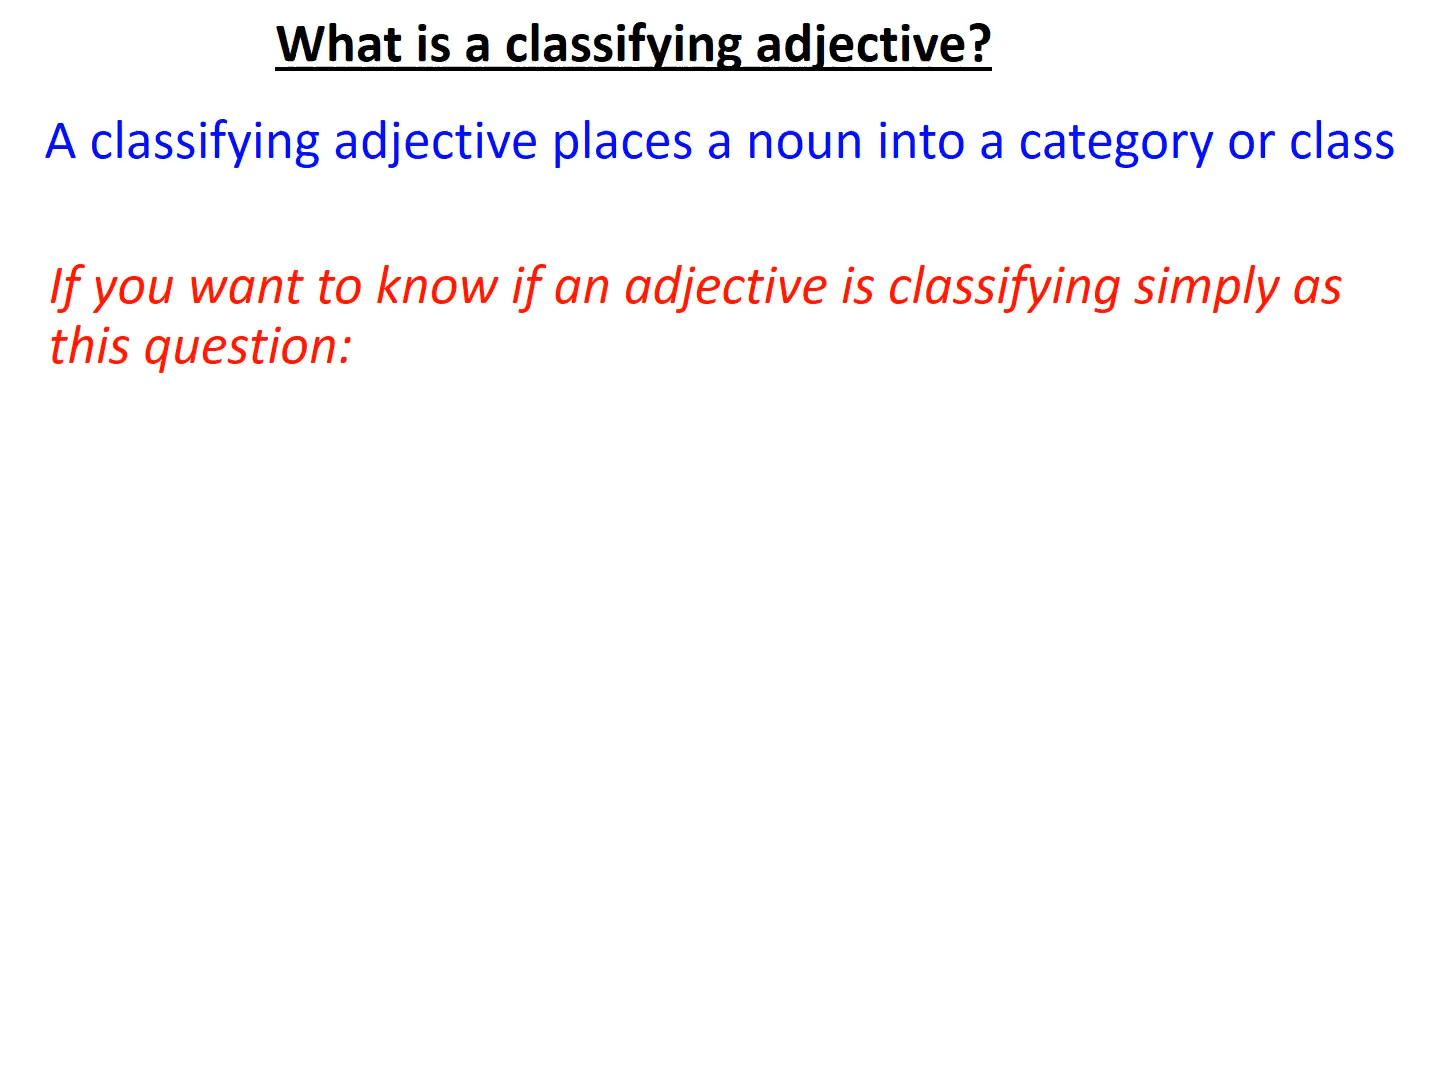 What is a classifying adjective?
A classifying adjective places a noun into a category or class
If you want to know if an adjective is classifying simply as
this question: